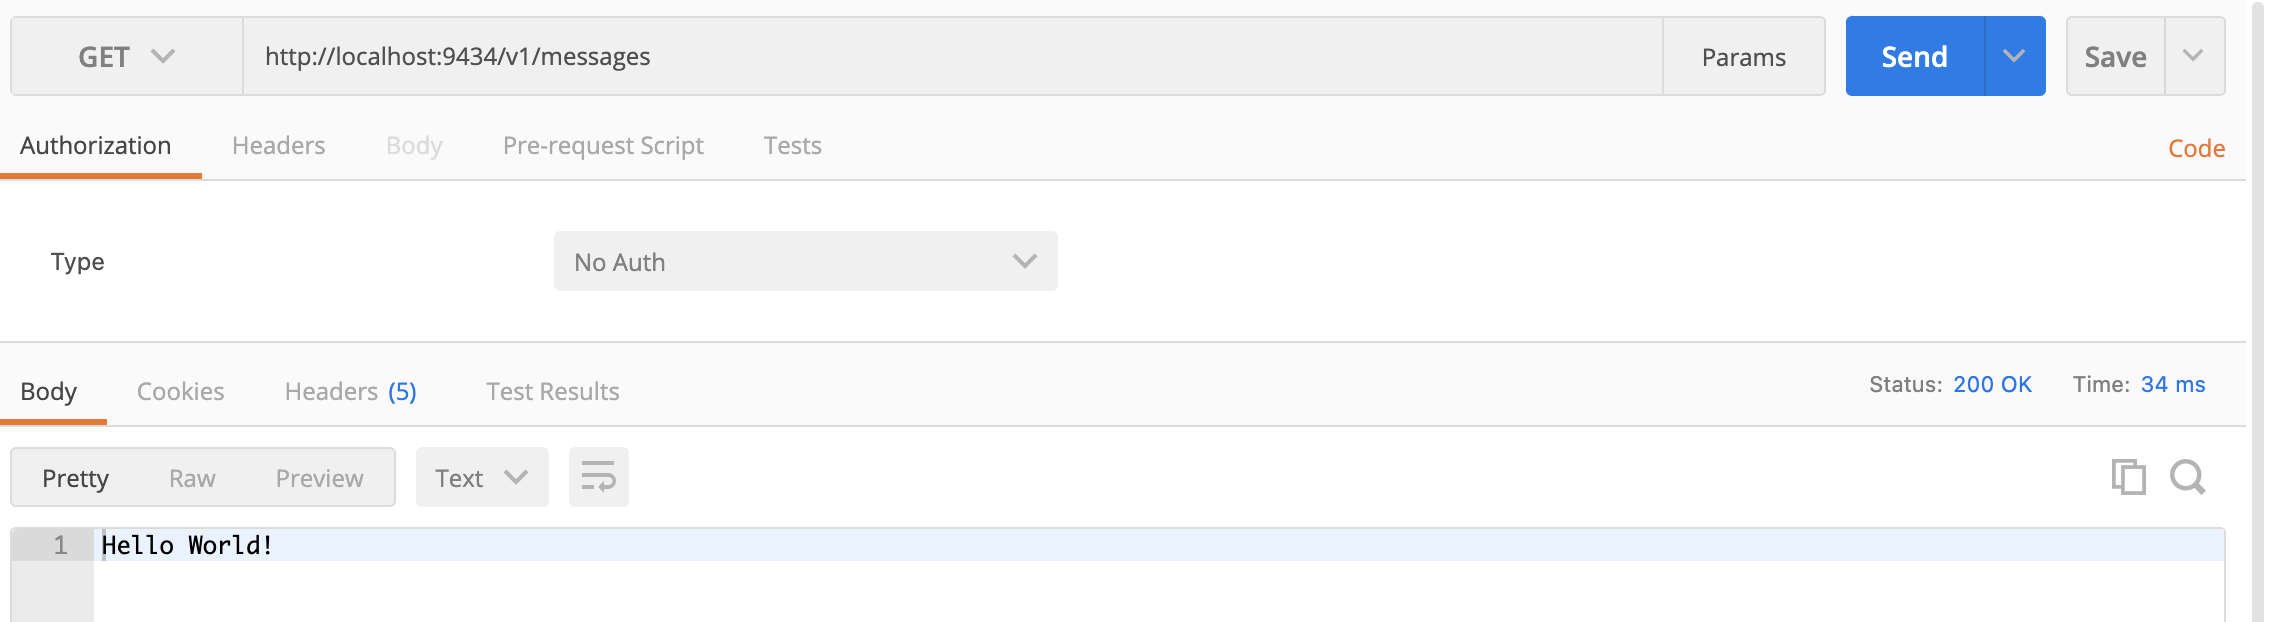 GET http://localhost:9434/v1/messages Params Send Save
Authorization Headers Body Pre-request Script Tests Code
Type No Auth
Body Cookies Headers (5) Test Results Status: 200 OK Time: 34 ms
Pretty Raw Preview Text
1 Hello World!